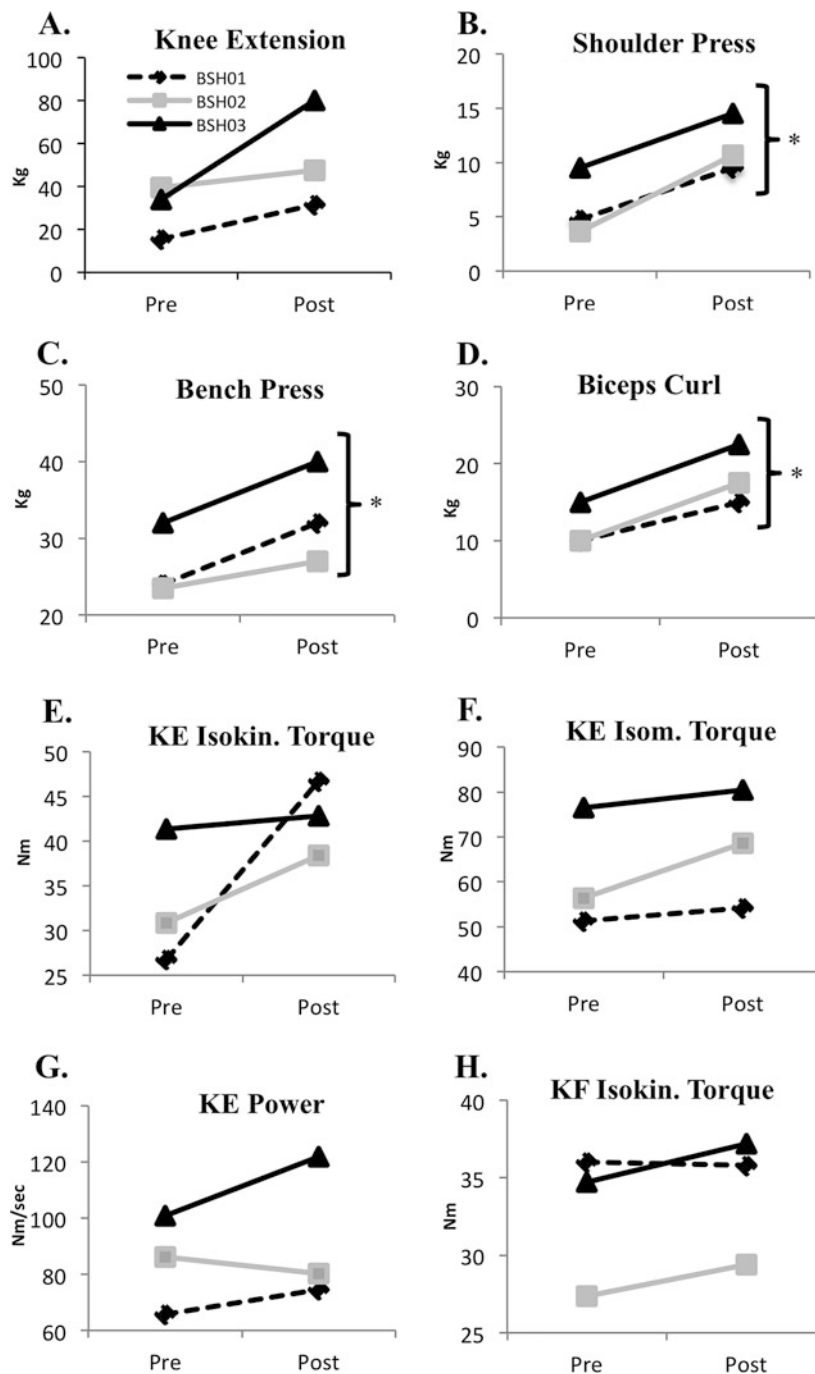 A.
Knee Extension
100
80
60
40
20
0
Kg
BSH01
BSH02
BSH03
Pre Post
B.
Shoulder Press
20
15
10
5
0
Kg
*
Pre Post
C.
Bench Press
50
40
30
20
Kg
*
Pre Post
D.
Biceps Curl
30
20
10
0
Kg
*
Pre Post
E.
KE Isokin. Torque
50
45
40
35
30
25
Nm
Pre Post
F.
KE Isom. Torque
90
80
70
60
50
40
Nm
Pre Post
G.
KE Power
140
120
100
80
60
Nm/sec
Pre Post
H.
KF Isokin. Torque
40
35
30
25
Nm
Pre Post